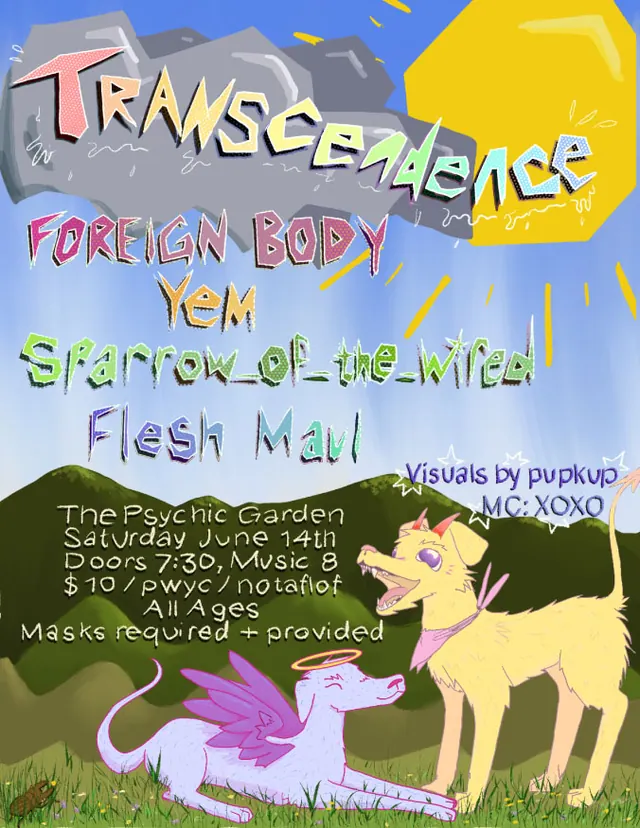 Transcendence
FOREIGN BODY
Yem
Sparrow_of_the_wired
Flesh Maul
Visuals by pupkup
MC: XOXO
The Psychic Garden
Saturday June 14th
Doors 7:30, Music 8
$10/pwyc/notaflof
All Ages
Masks required + provided